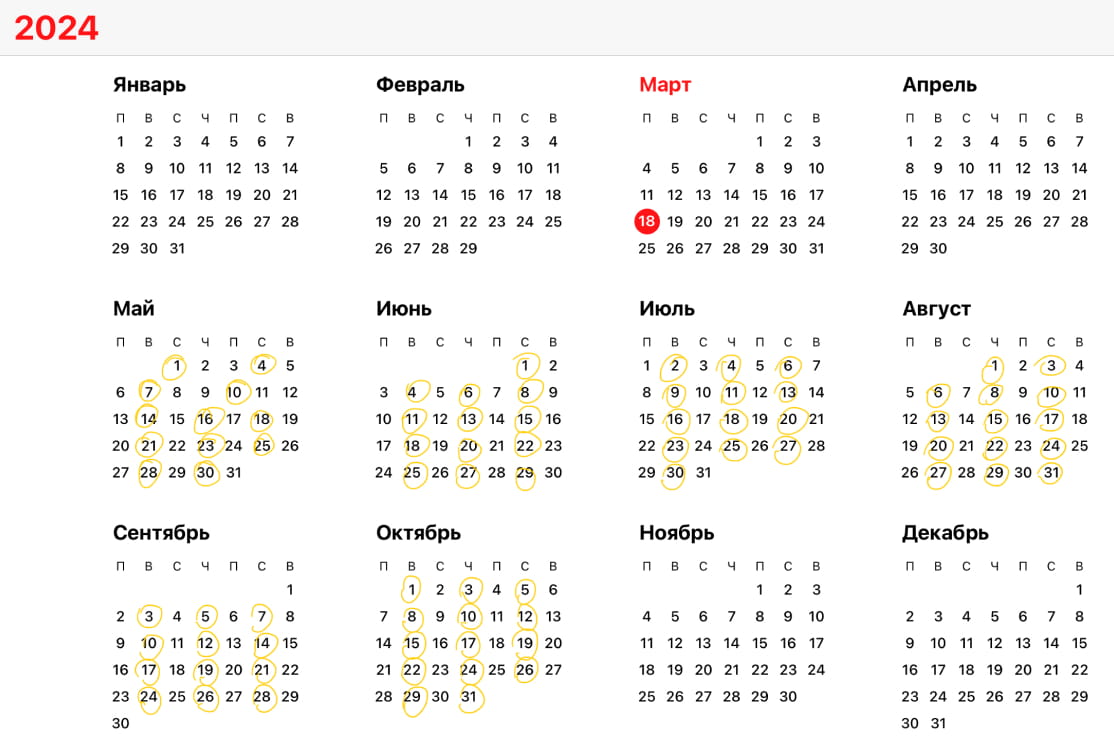 2024
Январь Февраль Март Апрель
П В С Ч П С В П В С Ч П С В П В С Ч П С В П В С Ч П С В
1 2 3 4 5 6 7 1 2 3 4 1 2 3 1 2 3 4 5 6 7
8 9 10 11 12 13 14 5 6 7 8 9 10 11 4 5 6 7 8 9 10 8 9 10 11 12 13 14
15 16 17 18 19 20 21 12 13 14 15 16 17 18 11 12 13 14 15 16 17 15 16 17 18 19 20 21
22 23 24 25 26 27 28 19 20 21 22 23 24 25 18 19 20 21 22 23 24 22 23 24 25 26 27 28
29 30 31 26 27 28 29 25 26 27 28 29 30 31 29 30
Май Июнь Июль Август
П В С Ч П С В П В С Ч П С В П В С Ч П С В П В С Ч П С В
1 2 3 4 5 1 2 1 2 3 4 5 6 7 1 2 3 4
6 7 8 9 10 11 12 3 4 5 6 7 8 9 8 9 10 11 12 13 14 5 6 7 8 9 10 11
13 14 15 16 17 18 19 10 11 12 13 14 15 16 15 16 17 18 19 20 21 12 13 14 15 16 17 18
20 21 22 23 24 25 26 17 18 19 20 21 22 23 22 23 24 25 26 27 28 19 20 21 22 23 24 25
27 28 29 30 31 24 25 26 27 28 29 30 29 30 31 26 27 28 29 30 31
Сентябрь Октябрь Ноябрь Декабрь
П В С Ч П С В П В С Ч П С В П В С Ч П С В П В С Ч П С В
1 1 2 3 4 5 6 1 2 3 1
2 3 4 5 6 7 8 7 8 9 10 11 12 13 4 5 6 7 8 9 10 2 3 4 5 6 7 8
9 10 11 12 13 14 15 14 15 16 17 18 19 20 11 12 13 14 15 16 17 9 10 11 12 13 14 15
16 17 18 19 20 21 22 21 22 23 24 25 26 27 18 19 20 21 22 23 24 16 17 18 19 20 21 22
23 24 25 26 27 28 29 28 29 30 31 25 26 27 28 29 30 23 24 25 26 27 28 29
30 30 31